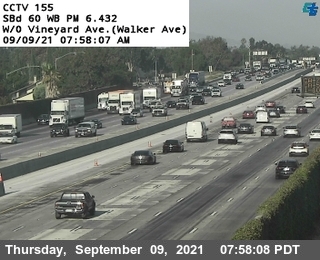 CCTV 155
SBd 60 WB PM 6.432
W/O Vineyard Ave.(Walker Ave)
09/09/21 07:58:07 AM
Thursday, September 09, 2021 07:58:08 PDT